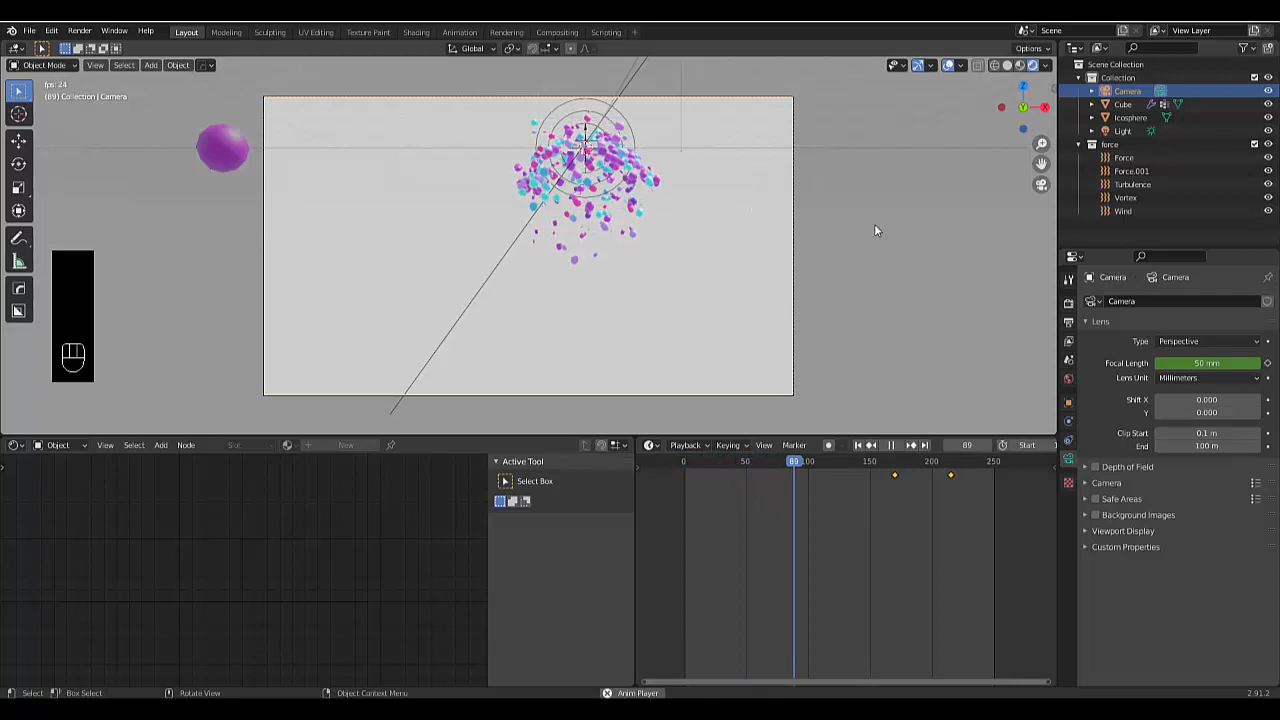 File Edit Render Window Help Layout Modeling Sculpting UV Editing Texture Paint Shading Animation Rendering Compositing Scripting + Scene View Layer
Global Options
Object Mode View Select Add Object
fps: 24
(89) Collection | Camera
Scene Collection
Collection
Camera
Cube
Icosphere
Light
force
Force
Force.001
Turbulence
Vortex
Wind
Camera Camera
Camera
Lens
Type Perspective
Focal Length 50 mm
Lens Unit Millimeters
Shift X 0.000
Y 0.000
Clip Start 0.1 m
End 100 m
Depth of Field
Camera
Safe Areas
Background Images
Viewport Display
Custom Properties
Object View Select Add Node Slot New
Playback Keying View Marker 89 Start
Active Tool
Select Box
0 50 89 100 150 200 250
Select Box Select Rotate View Object Context Menu Anim Player 2.91.2